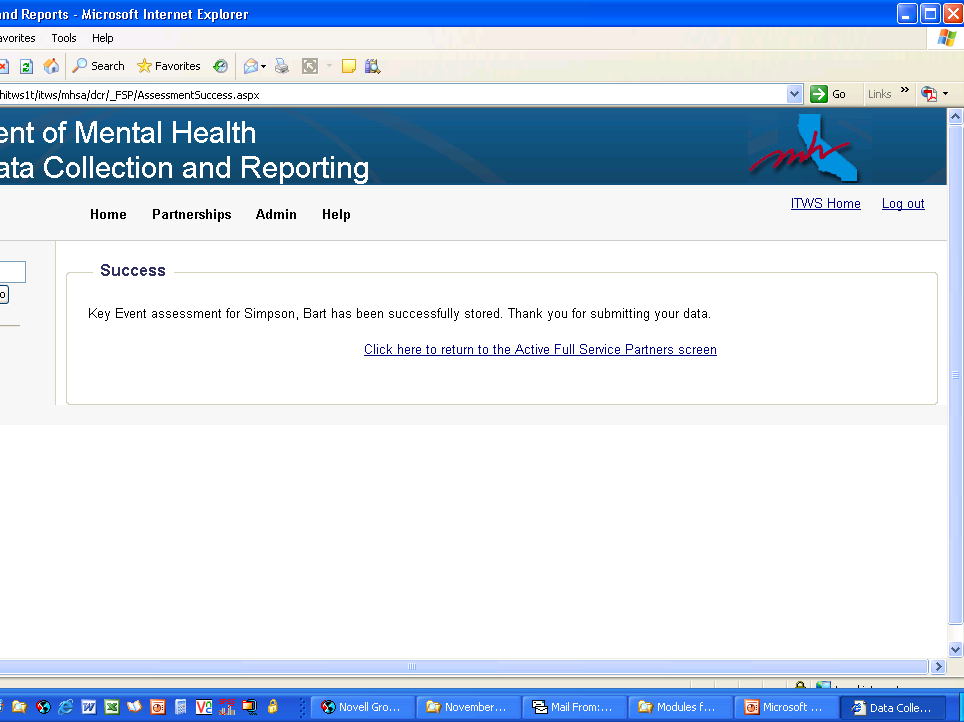 and Reports - Microsoft Internet Explorer
avorites Tools Help
Search Favorites
hitws1t/itws/mhsa/dcr/_FSP/AssessmentSuccess.aspx Go Links »
ent of Mental Health
ata Collection and Reporting
mh
ITWS Home Log out
Home Partnerships Admin Help
Success
o
Key Event assessment for Simpson, Bart has been successfully stored. Thank you for submitting your data.
Click here to return to the Active Full Service Partners screen
Novell Gro... November... Mail From:... Modules f... Microsoft ... Data Colle...